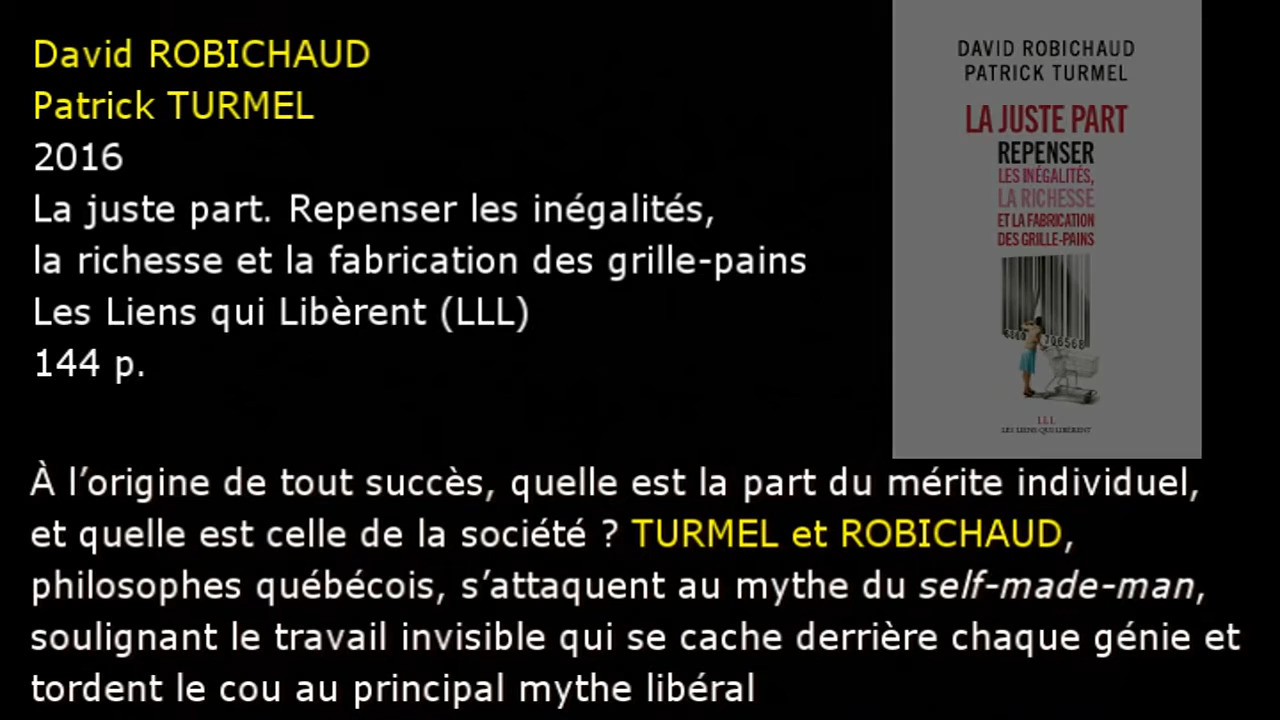 David ROBICHAUD
Patrick TURMEL
2016
La juste part. Repenser les inégalités,
la richesse et la fabrication des grille-pains
Les Liens qui Libèrent (LLL)
144 p.
DAVID ROBICHAUD
PATRICK TURMEL
LA JUSTE PART
REPENSER
LES INÉGALITÉS,
LA RICHESSE
ET LA FABRICATION
DES GRILLE-PAINS
LLL
LES LIENS QUI LIBÈRENT
À l’origine de tout succès, quelle est la part du mérite individuel,
et quelle est celle de la société ? TURMEL et ROBICHAUD,
philosophes québécois, s’attaquent au mythe du self-made-man,
soulignant le travail invisible qui se cache derrière chaque génie et
tordent le cou au principal mythe libéral